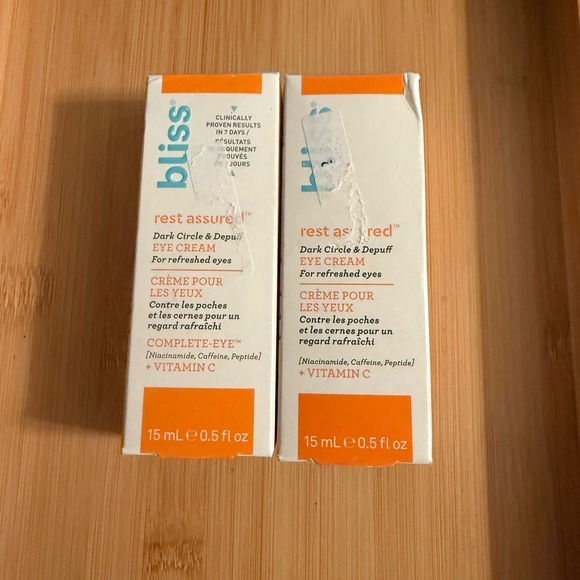 bliss®
CLINICALLY
PROVEN RESULTS
IN 7 DAYS /
RÉSULTATS
PROUVÉS
JOURS
rest assured™
Dark Circle & Depuff
EYE CREAM
For refreshed eyes
CRÈME POUR
LES YEUX
Contre les poches
et les cernes pour un
regard rafraîchi
COMPLETE-EYE™
[Niacinamide, Caffeine, Peptide]
+ VITAMIN C
15 mL ℮ 0.5 fl oz
rest assured™
Dark Circle & Depuff
EYE CREAM
For refreshed eyes
CRÈME POUR
LES YEUX
Contre les poches
et les cernes pour un
regard rafraîchi
[Niacinamide, Caffeine, Peptide]
+ VITAMIN C
15 mL ℮ 0.5 fl oz